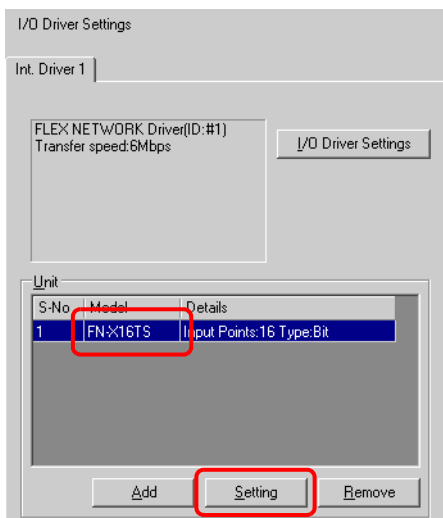 I/O Driver Settings
Int. Driver 1
FLEX NETWORK Driver(ID:#1)
Transfer speed:6Mbps
I/O Driver Settings
Unit
S-No. Model Details
1 FN-X16TS Input Points:16 Type:Bit
Add Setting Remove